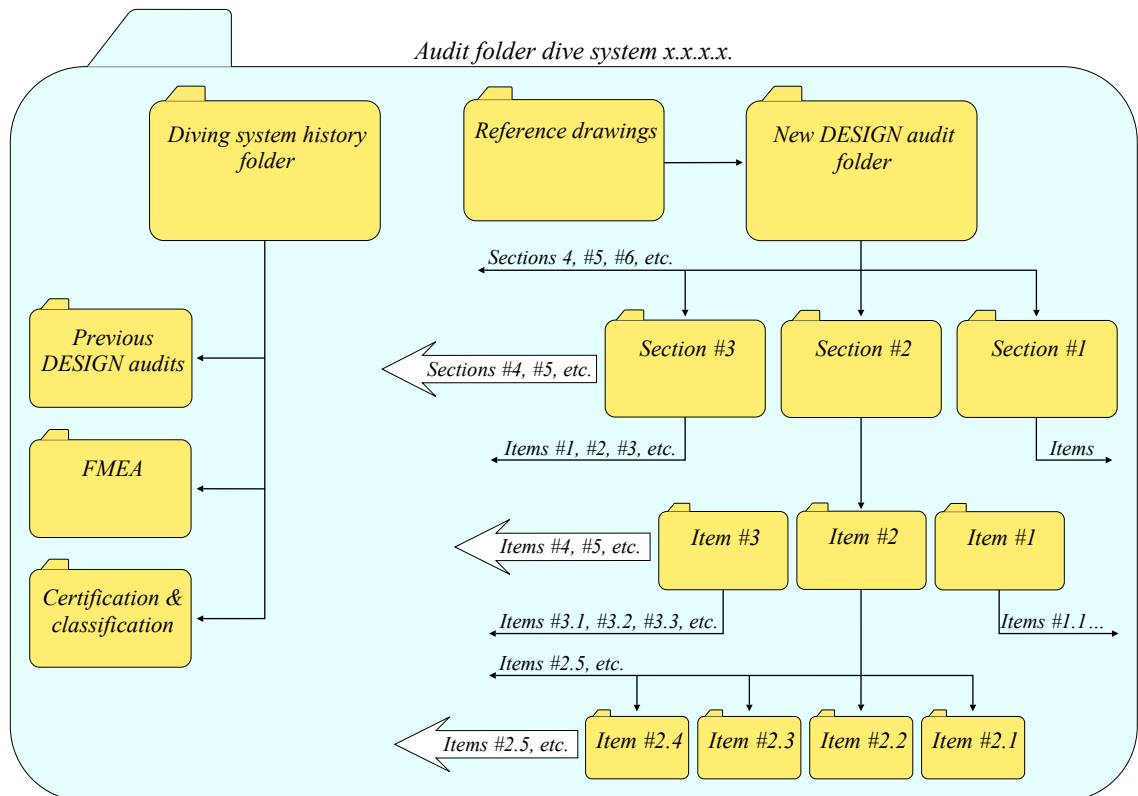 Audit folder dive system x.x.x.x.
Diving system history
folder
Reference drawings
New DESIGN audit
folder
Sections 4, #5, #6, etc.
Previous
DESIGN audits
Section #3
Section #2
Section #1
Sections #4, #5, etc.
Items #1, #2, #3, etc.
Items
FMEA
Item #3
Item #2
Item #1
Items #4, #5, etc.
Certification &
classification
Items #3.1, #3.2, #3.3, etc.
Items #1.1...
Items #2.5, etc.
Items #2.5, etc.
Item #2.4
Item #2.3
Item #2.2
Item #2.1